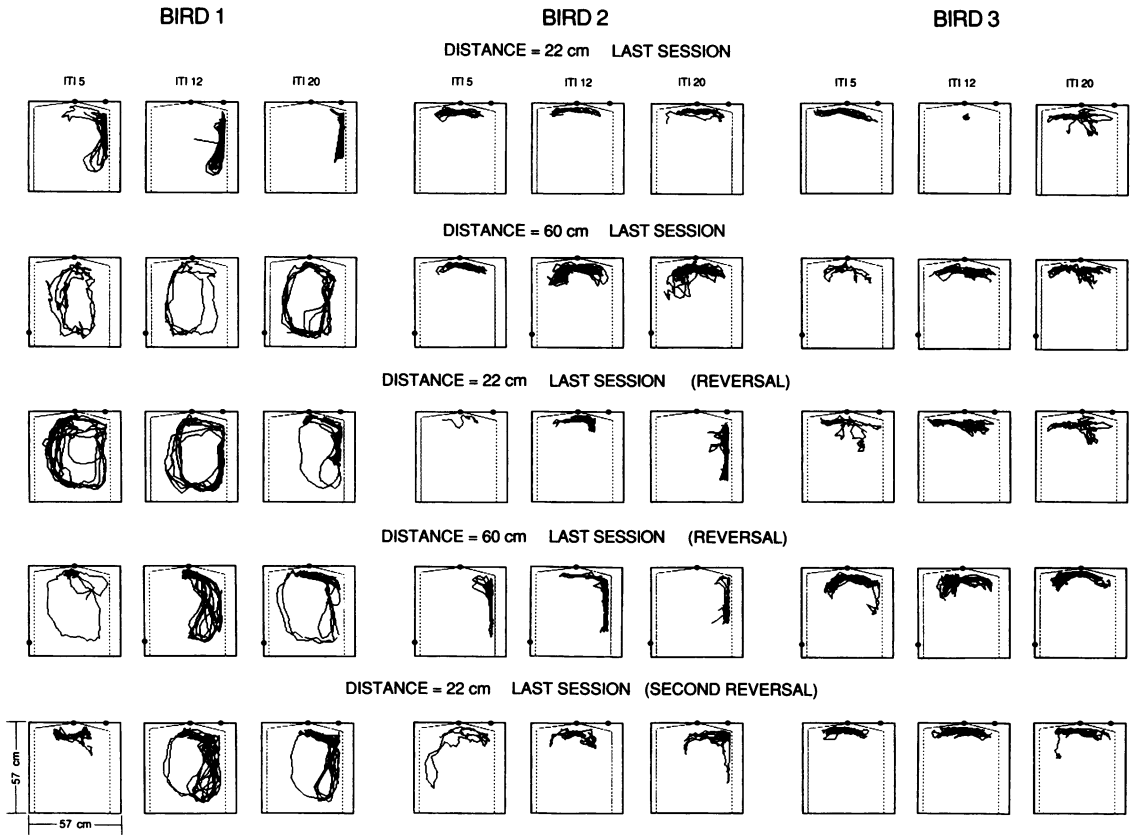 BIRD 1 BIRD 2 BIRD 3
DISTANCE = 22 cm LAST SESSION
ITI 5 ITI 12 ITI 20 ITI 5 ITI 12 ITI 20 ITI 5 ITI 12 ITI 20
DISTANCE = 60 cm LAST SESSION
DISTANCE = 22 cm LAST SESSION (REVERSAL)
DISTANCE = 60 cm LAST SESSION (REVERSAL)
DISTANCE = 22 cm LAST SESSION (SECOND REVERSAL)
57 cm
57 cm